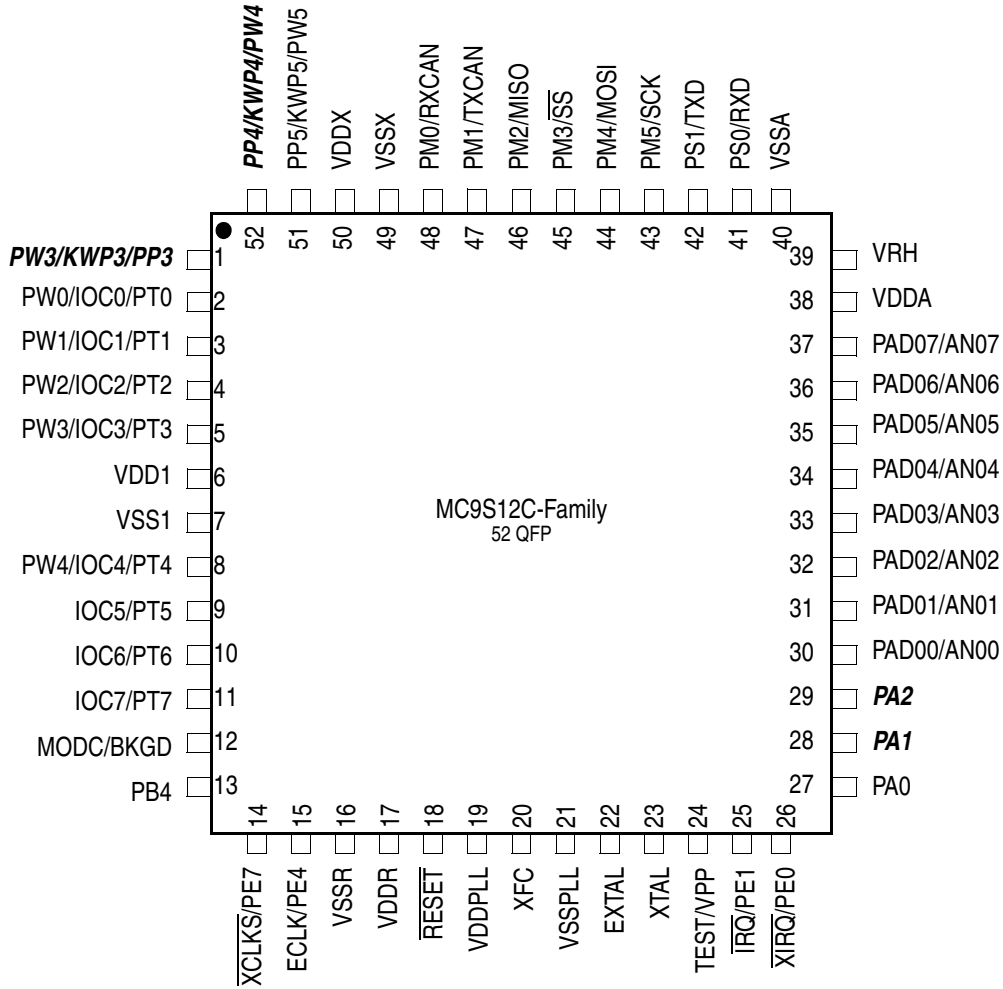 PP4/KWP4/PW4
PP5/KWP5/PW5
VDDX
VSSX
PM0/RXCAN
PM1/TXCAN
PM2/MISO
PM3/SS
PM4/MOSI
PM5/SCK
PS1/TXD
PS0/RXD
VSSA
52
51
50
49
48
47
46
45
44
43
42
41
40
PW3/KWP3/PP3 1
PW0/IOC0/PT0 2
PW1/IOC1/PT1 3
PW2/IOC2/PT2 4
PW3/IOC3/PT3 5
VDD1 6
VSS1 7
PW4/IOC4/PT4 8
IOC5/PT5 9
IOC6/PT6 10
IOC7/PT7 11
MODC/BKGD 12
PB4 13
MC9S12C-Family
52 QFP
39 VRH
38 VDDA
37 PAD07/AN07
36 PAD06/AN06
35 PAD05/AN05
34 PAD04/AN04
33 PAD03/AN03
32 PAD02/AN02
31 PAD01/AN01
30 PAD00/AN00
29 PA2
28 PA1
27 PA0
14
15
16
17
18
19
20
21
22
23
24
25
26
XCLKS/PE7
ECLK/PE4
VSSR
VDDR
RESET
VDDPLL
XFC
VSSPLL
EXTAL
XTAL
TEST/VPP
IRQ/PE1
XIRQ/PE0